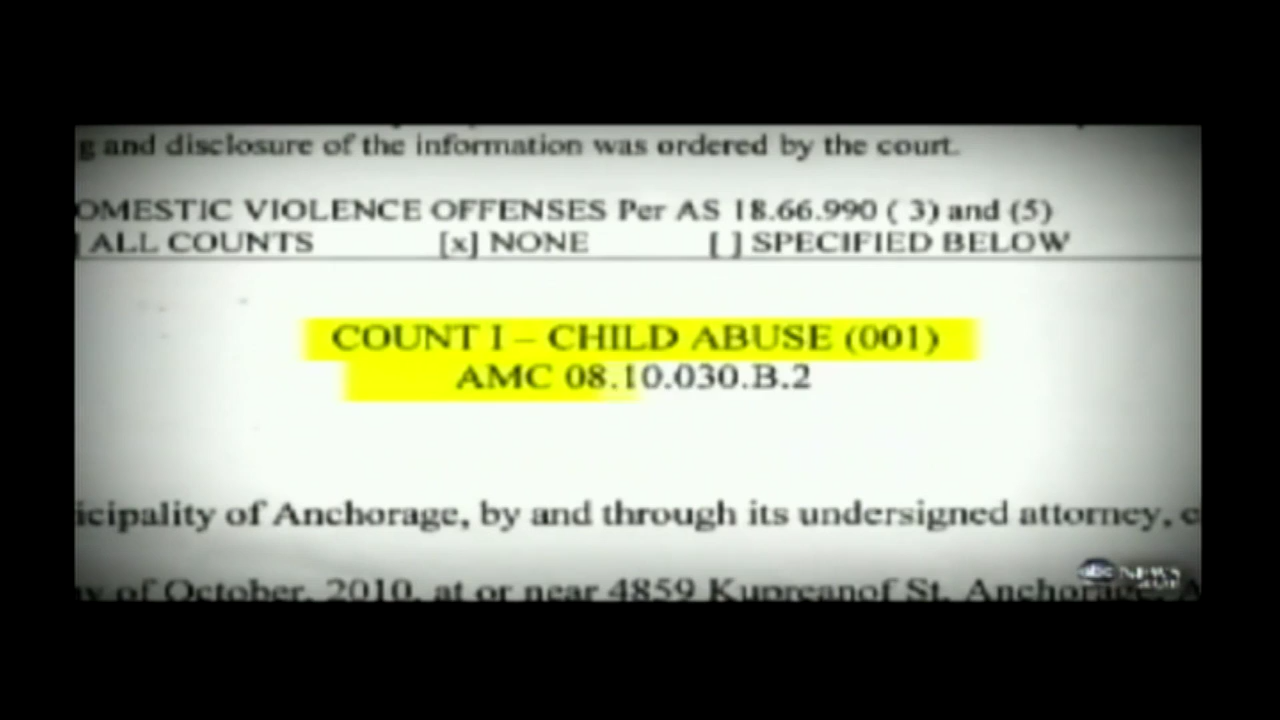 g and disclosure of the information was ordered by the court.
OMESTIC VIOLENCE OFFENSES Per AS 18.66.990 ( 3) and (5)
] ALL COUNTS [x] NONE [ ] SPECIFIED BELOW
COUNT I – CHILD ABUSE (001)
AMC 08.10.030.B.2
icipality of Anchorage, by and through its undersigned attorney, c
y of October, 2010, at or near 4859 Kupreanof St. Anchorage, A
abc NEWS